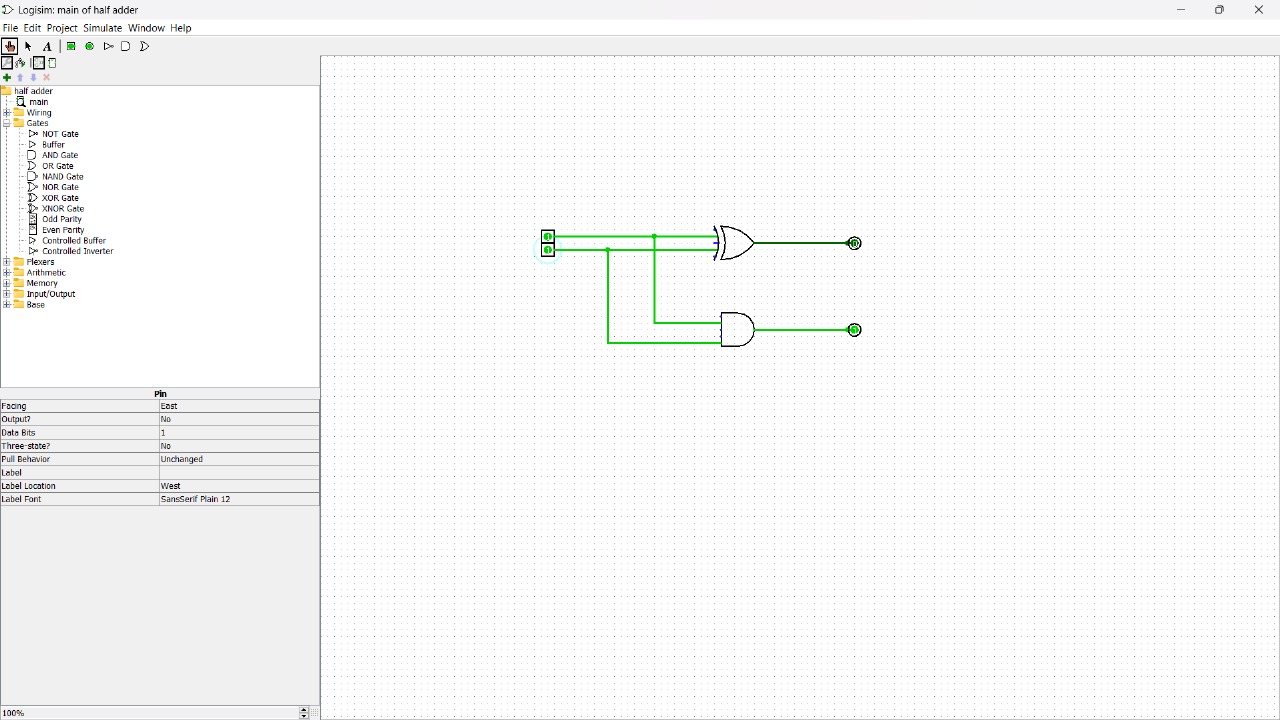 Logisim: main of half adder
File Edit Project Simulate Window Help
A
half adder
main
Wiring
Gates
NOT Gate
Buffer
AND Gate
OR Gate
NAND Gate
NOR Gate
XOR Gate
XNOR Gate
Odd Parity
Even Parity
Controlled Buffer
Controlled Inverter
Plexers
Arithmetic
Memory
Input/Output
Base
Pin
Facing East
Output? No
Data Bits 1
Three-state? No
Pull Behavior Unchanged
Label
Label Location West
Label Font SansSerif Plain 12
100%
1
1
0
1